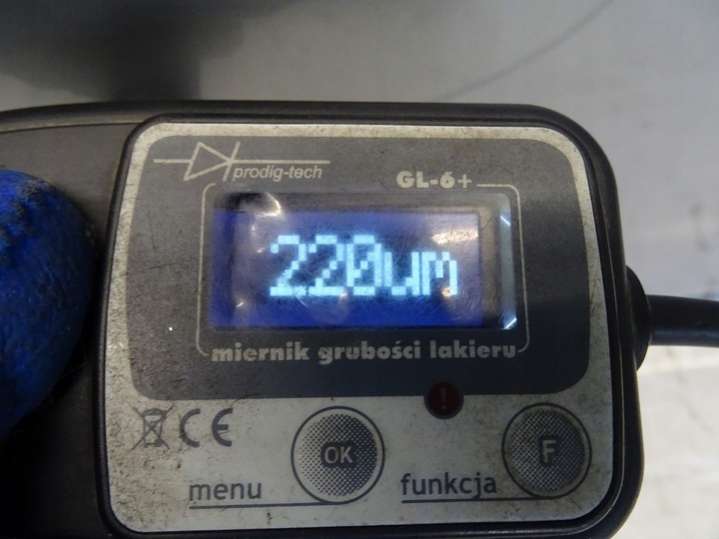 prodig-tech
GL-6+
220um
miernik grubości lakieru
!
CE
OK
F
menu
funkcja